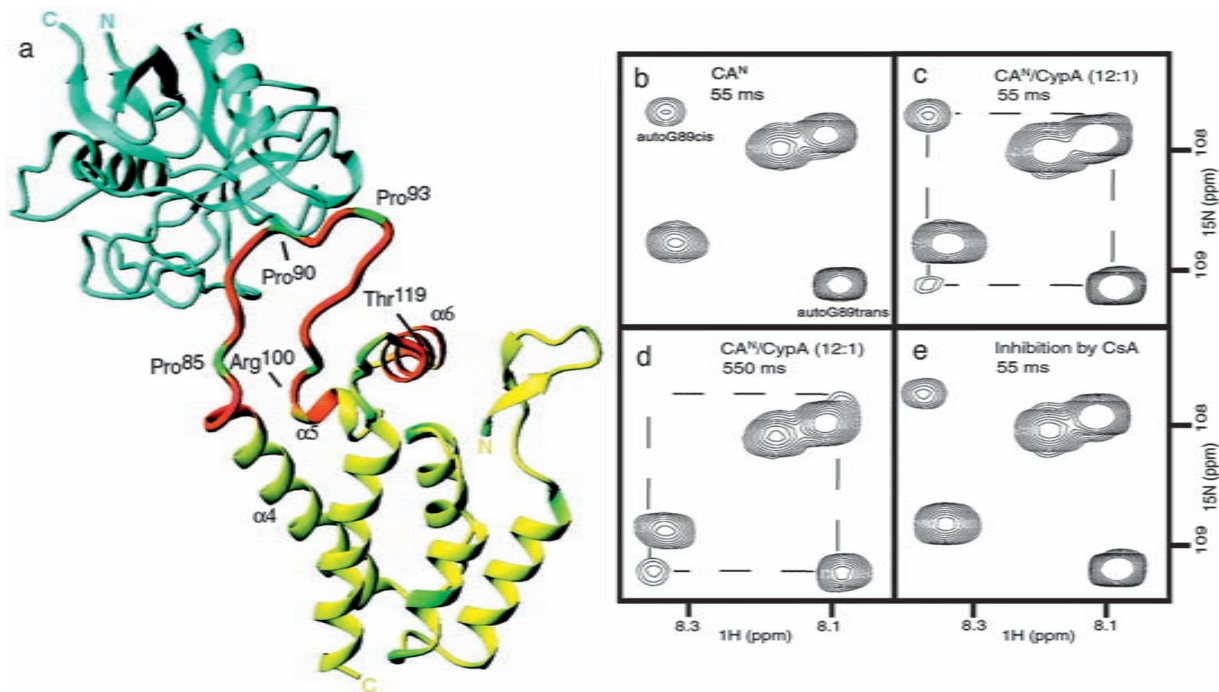 a
C N
Pro93
Pro90
Thr119
α6
Pro85
Arg100
α5
N
α4
C
b
CAN
55 ms
autoG89cis
autoG89trans
c
CAN/CypA (12:1)
55 ms
108
109
15N (ppm)
d
CAN/CypA (12:1)
550 ms
e
Inhibition by CsA
55 ms
108
109
15N (ppm)
8.3
8.1
1H (ppm)
8.3
8.1
1H (ppm)